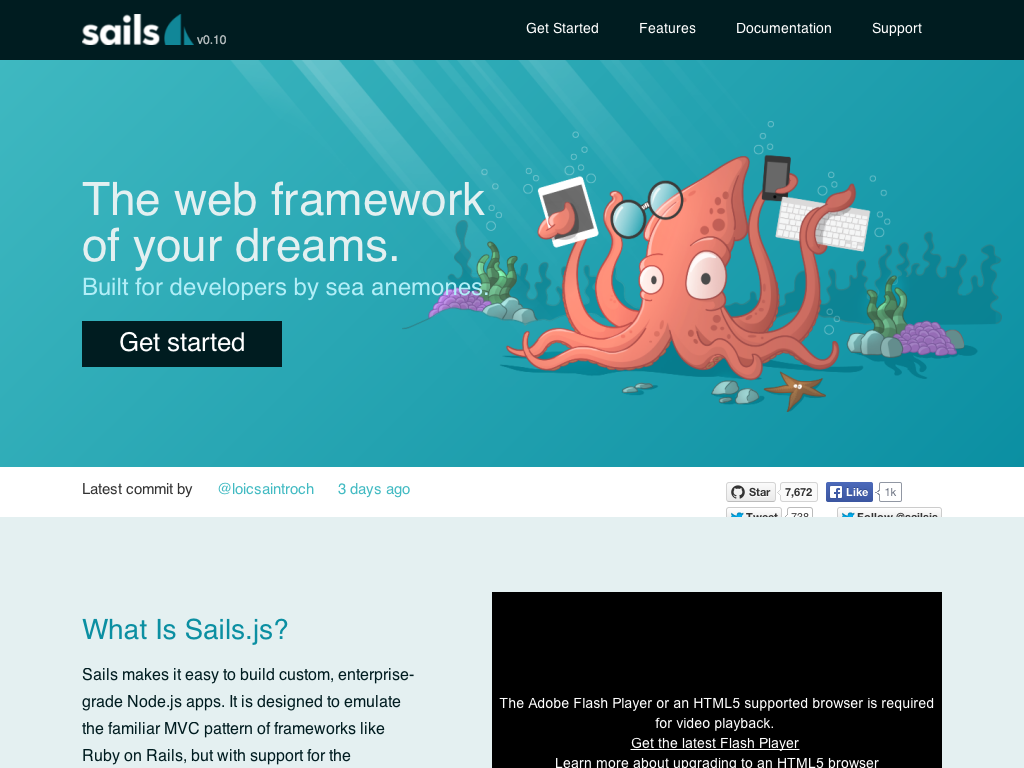 sails v0.10
Get Started Features Documentation Support
The web framework
of your dreams.
Built for developers by sea anemones.
Get started
Latest commit by @loicsaintroch 3 days ago
Star 7,672 Like 1k
Tweet 738 Follow @sailsjs
What Is Sails.js?
Sails makes it easy to build custom, enterprise-
grade Node.js apps. It is designed to emulate
the familiar MVC pattern of frameworks like
Ruby on Rails, but with support for the
The Adobe Flash Player or an HTML5 supported browser is required
for video playback.
Get the latest Flash Player
Learn more about upgrading to an HTML5 browser